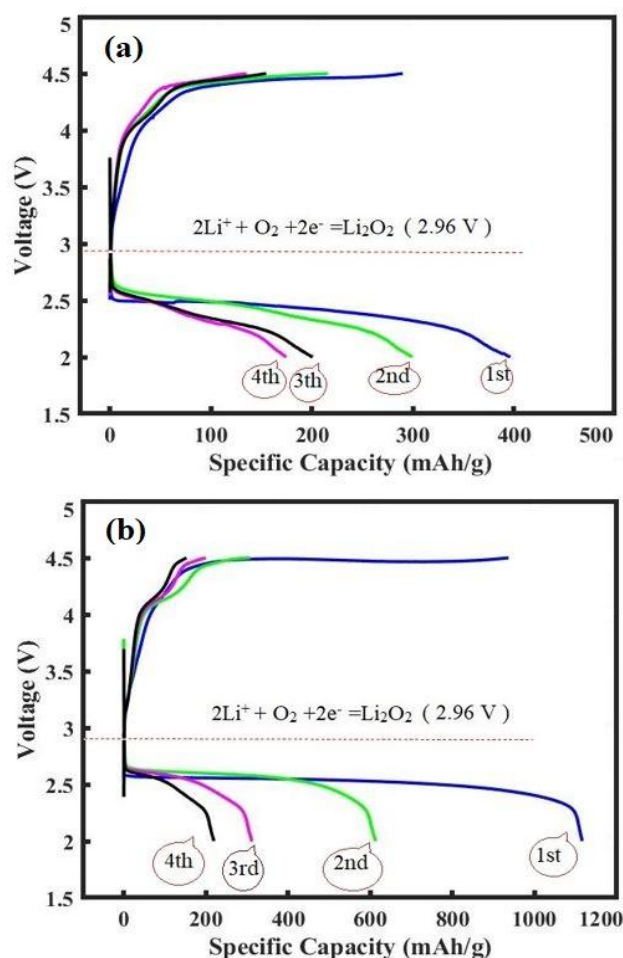 (a)
5
4.5
4
3.5
3
2.5
2
1.5
Voltage (V)
2Li⁺ + O₂ +2e⁻ =Li₂O₂ ( 2.96 V )
4th
3th
2nd
1st
0
100
200
300
400
500
Specific Capacity (mAh/g)
(b)
5
4.5
4
3.5
3
2.5
2
1.5
Voltage (V)
2Li⁺ + O₂ +2e⁻ =Li₂O₂ ( 2.96 V )
4th
3rd
2nd
1st
0
200
400
600
800
1000
1200
Specific Capacity (mAh/g)